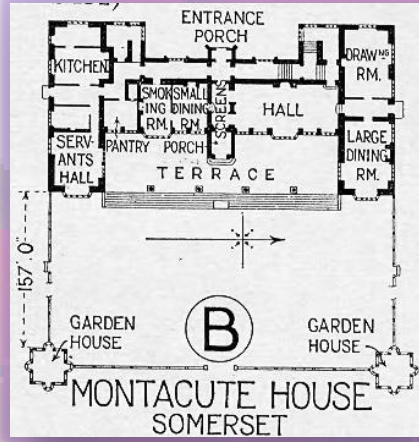 ENTRANCE
PORCH
KITCHEN
DRAWNG
RM.
SMOK
ING
RM.
SMALL
DINING
RM.
SCREENS
HALL
SERV-
ANTS
HALL
PANTRY
PORCH
LARGE
DINING
RM.
TERRACE
157'.0"
B
GARDEN
HOUSE
GARDEN
HOUSE
MONTACUTE HOUSE
SOMERSET